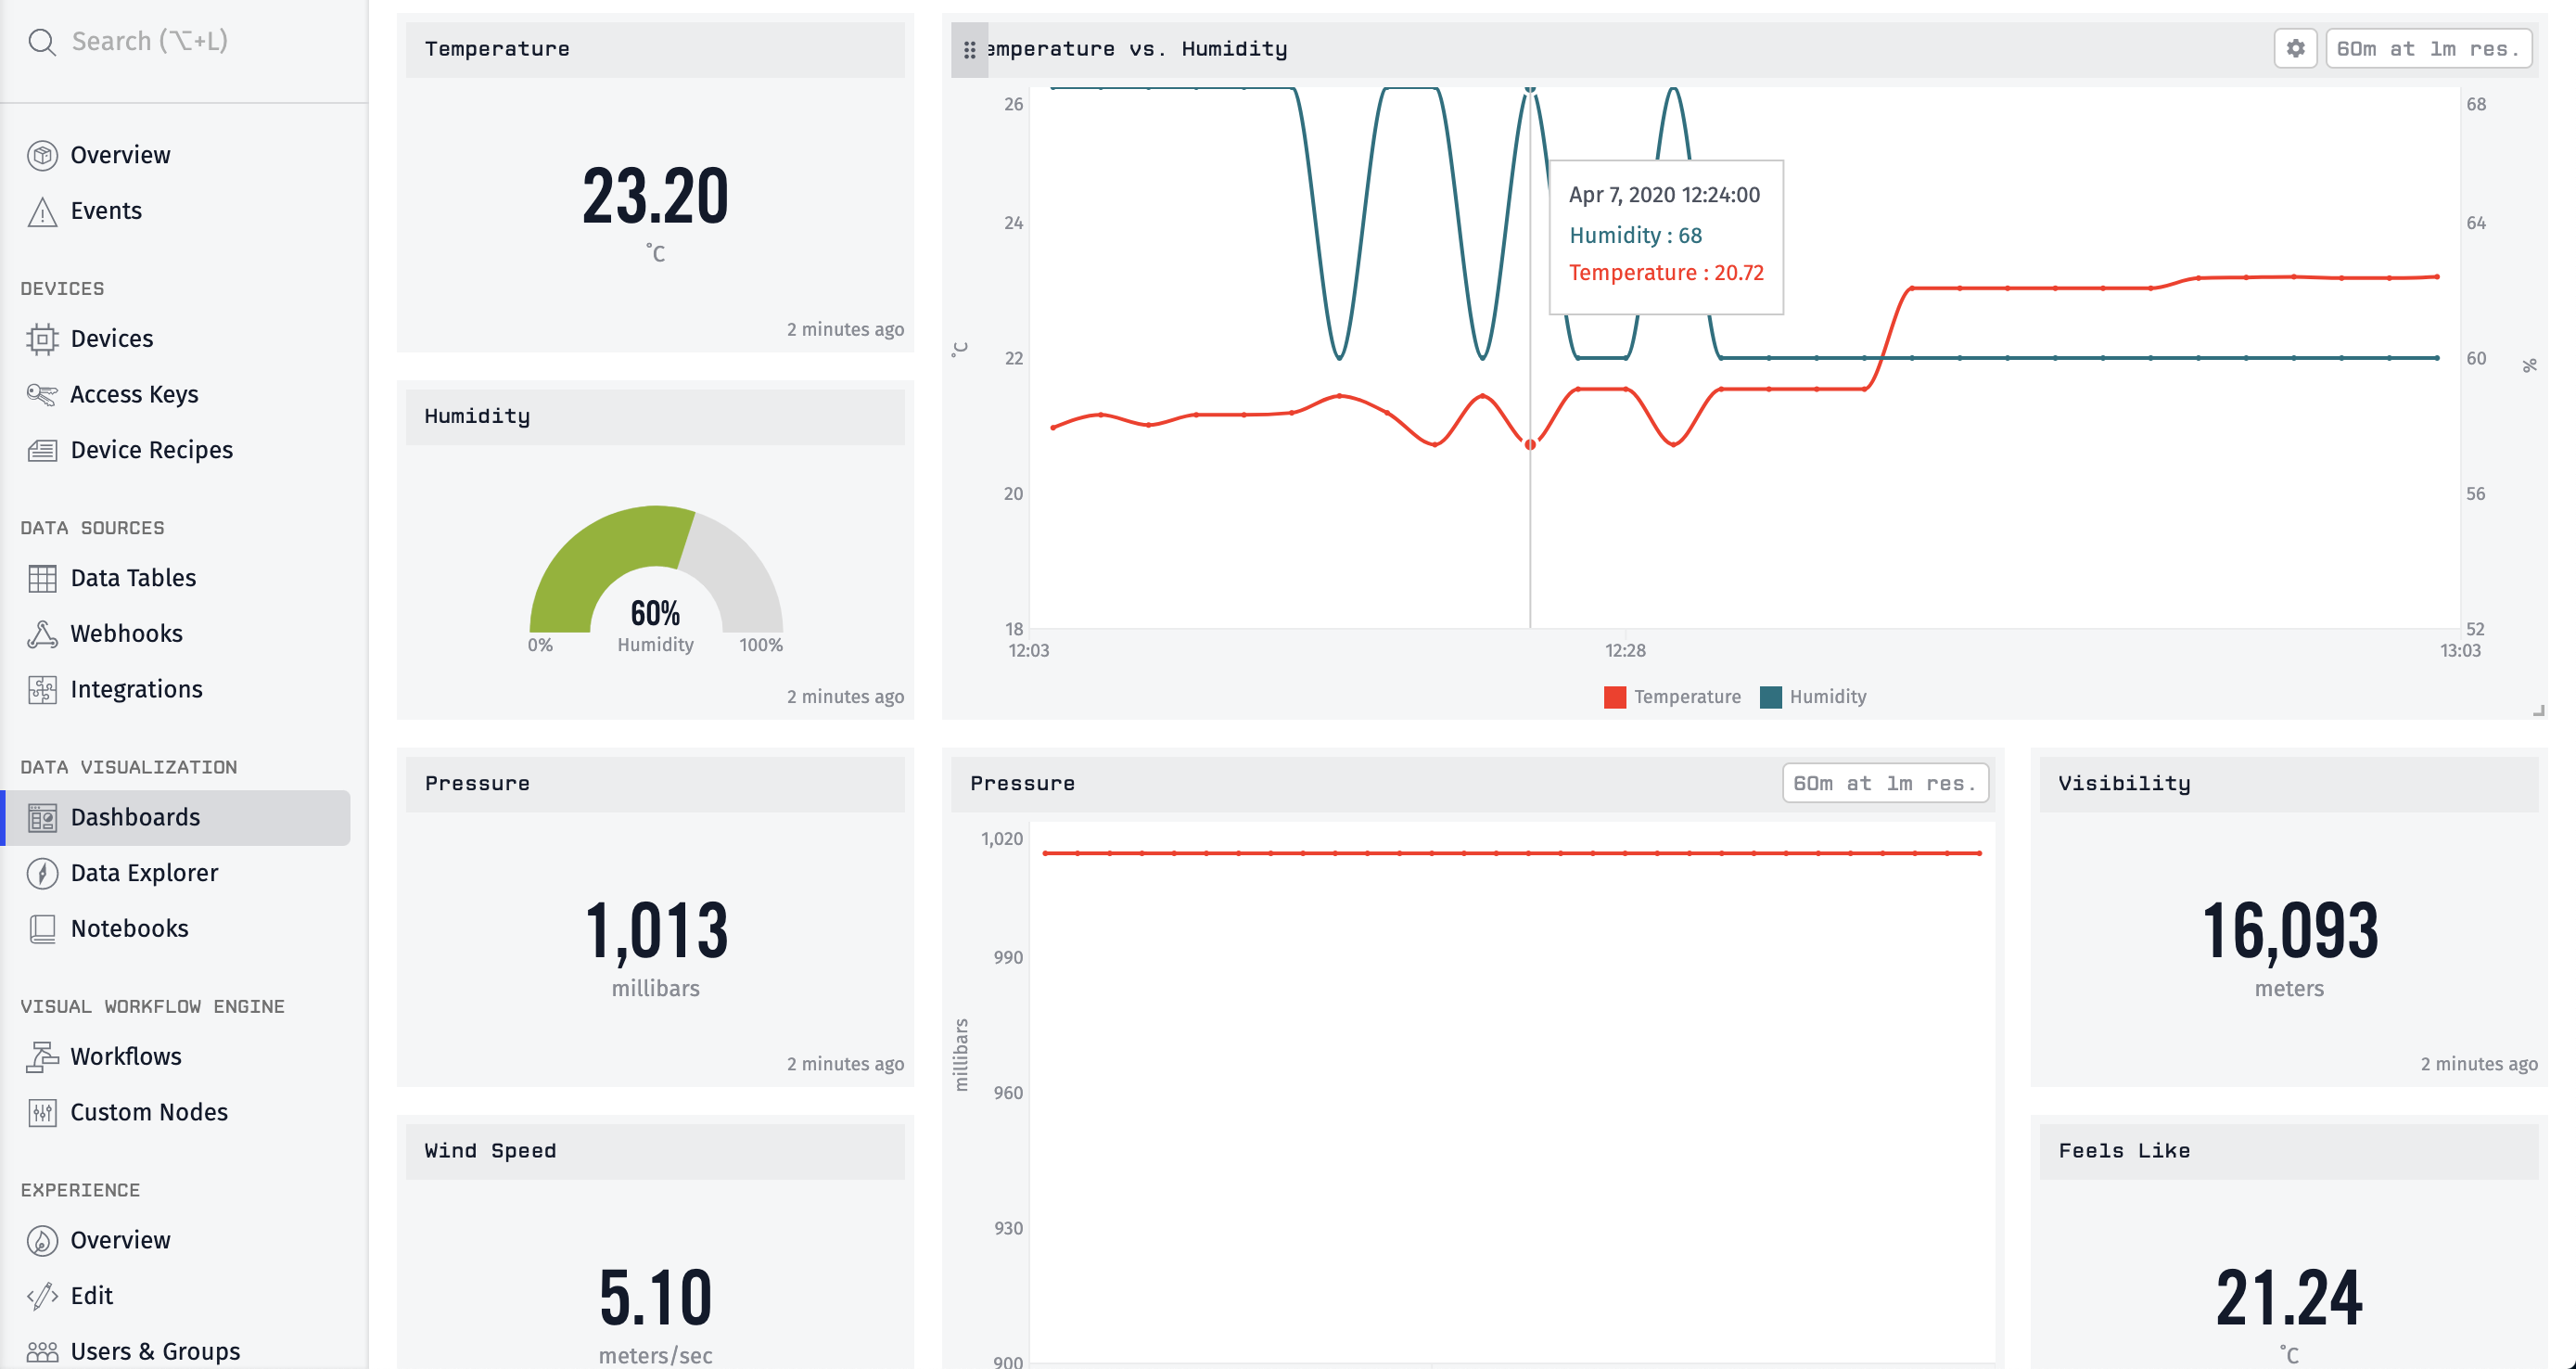 Search (⌥+L)
Overview
Events
DEVICES
Devices
Access Keys
Device Recipes
DATA SOURCES
Data Tables
Webhooks
Integrations
DATA VISUALIZATION
Dashboards
Data Explorer
Notebooks
VISUAL WORKFLOW ENGINE
Workflows
Custom Nodes
EXPERIENCE
Overview
Edit
Users & Groups
Temperature
23.20
°C
2 minutes ago
emperature vs. Humidity
60m at 1m res.
26
24
22
20
18
°C
68
64
60
56
52
%
Apr 7, 2020 12:24:00
Humidity : 68
Temperature : 20.72
12:03
12:28
13:03
Temperature
Humidity
Humidity
60%
0%
Humidity
100%
2 minutes ago
Pressure
1,013
millibars
2 minutes ago
Pressure
60m at 1m res.
1,020
990
960
930
900
millibars
Visibility
16,093
meters
2 minutes ago
Wind Speed
5.10
meters/sec
Feels Like
21.24
°C